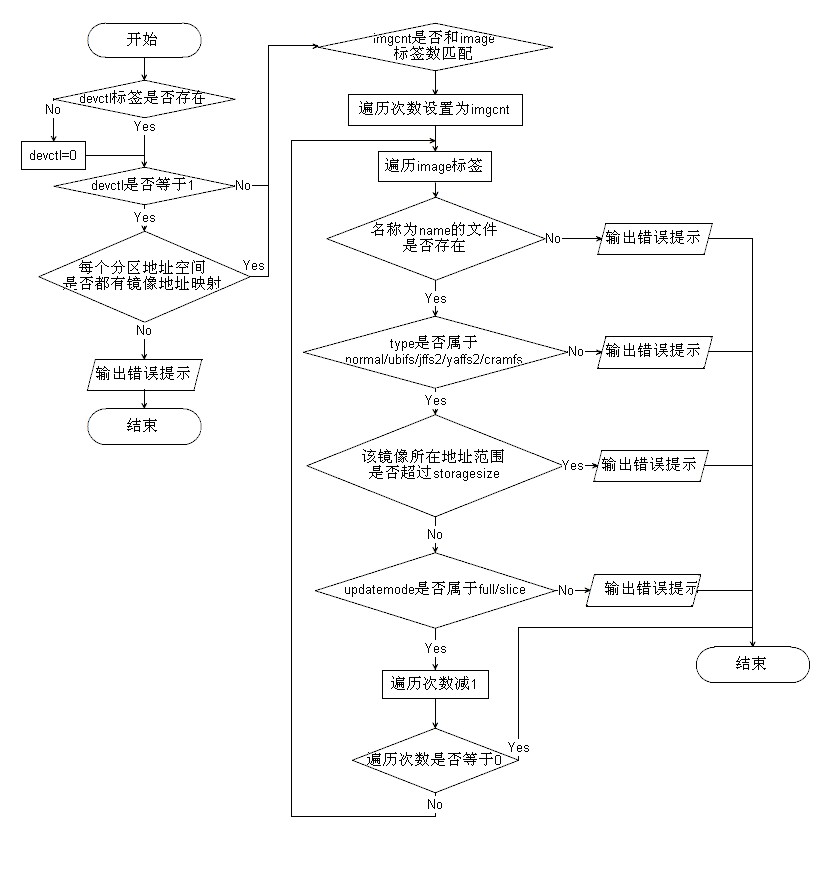 开始
devctl标签是否存在
No
Yes
devctl=0
devctl是否等于1
No
Yes
每个分区地址空间
是否都有镜像地址映射
Yes
No
输出错误提示
结束
imgcnt是否和image
标签数匹配
遍历次数设置为imgcnt
遍历image标签
名称为name的文件
是否存在
No
输出错误提示
Yes
type是否属于
normal/ubifs/jffs2/yaffs2/cramfs
No
输出错误提示
Yes
该镜像所在地址范围
是否超过storagesize
Yes
输出错误提示
No
updatemode是否属于full/slice
No
输出错误提示
Yes
遍历次数减1
遍历次数是否等于0
Yes
No
结束